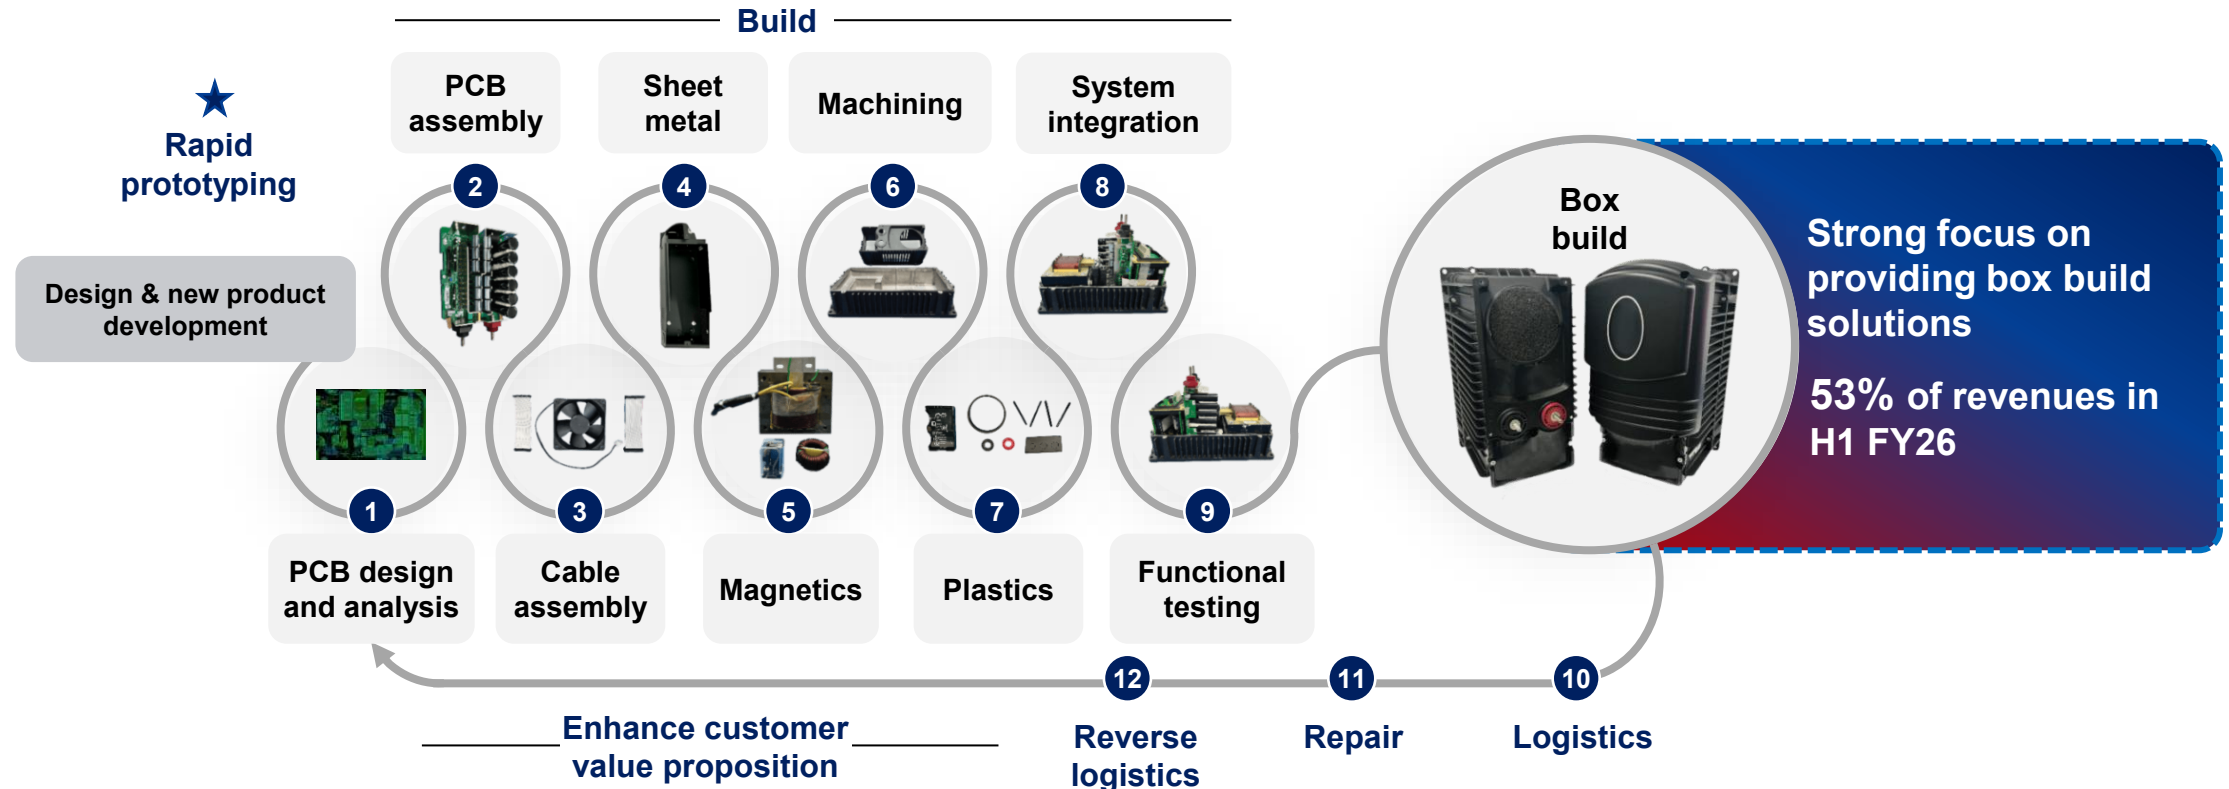 Build
PCB
assembly
Sheet
metal
Machining
System
integration
Rapid
prototyping
2
4
6
8
Design & new product
development
Box
build
Strong focus on
providing box build
solutions
53% of revenues in
H1 FY26
1
3
5
7
9
PCB design
and analysis
Cable
assembly
Magnetics
Plastics
Functional
testing
12
11
10
Enhance customer
value proposition
Reverse
logistics
Repair
Logistics